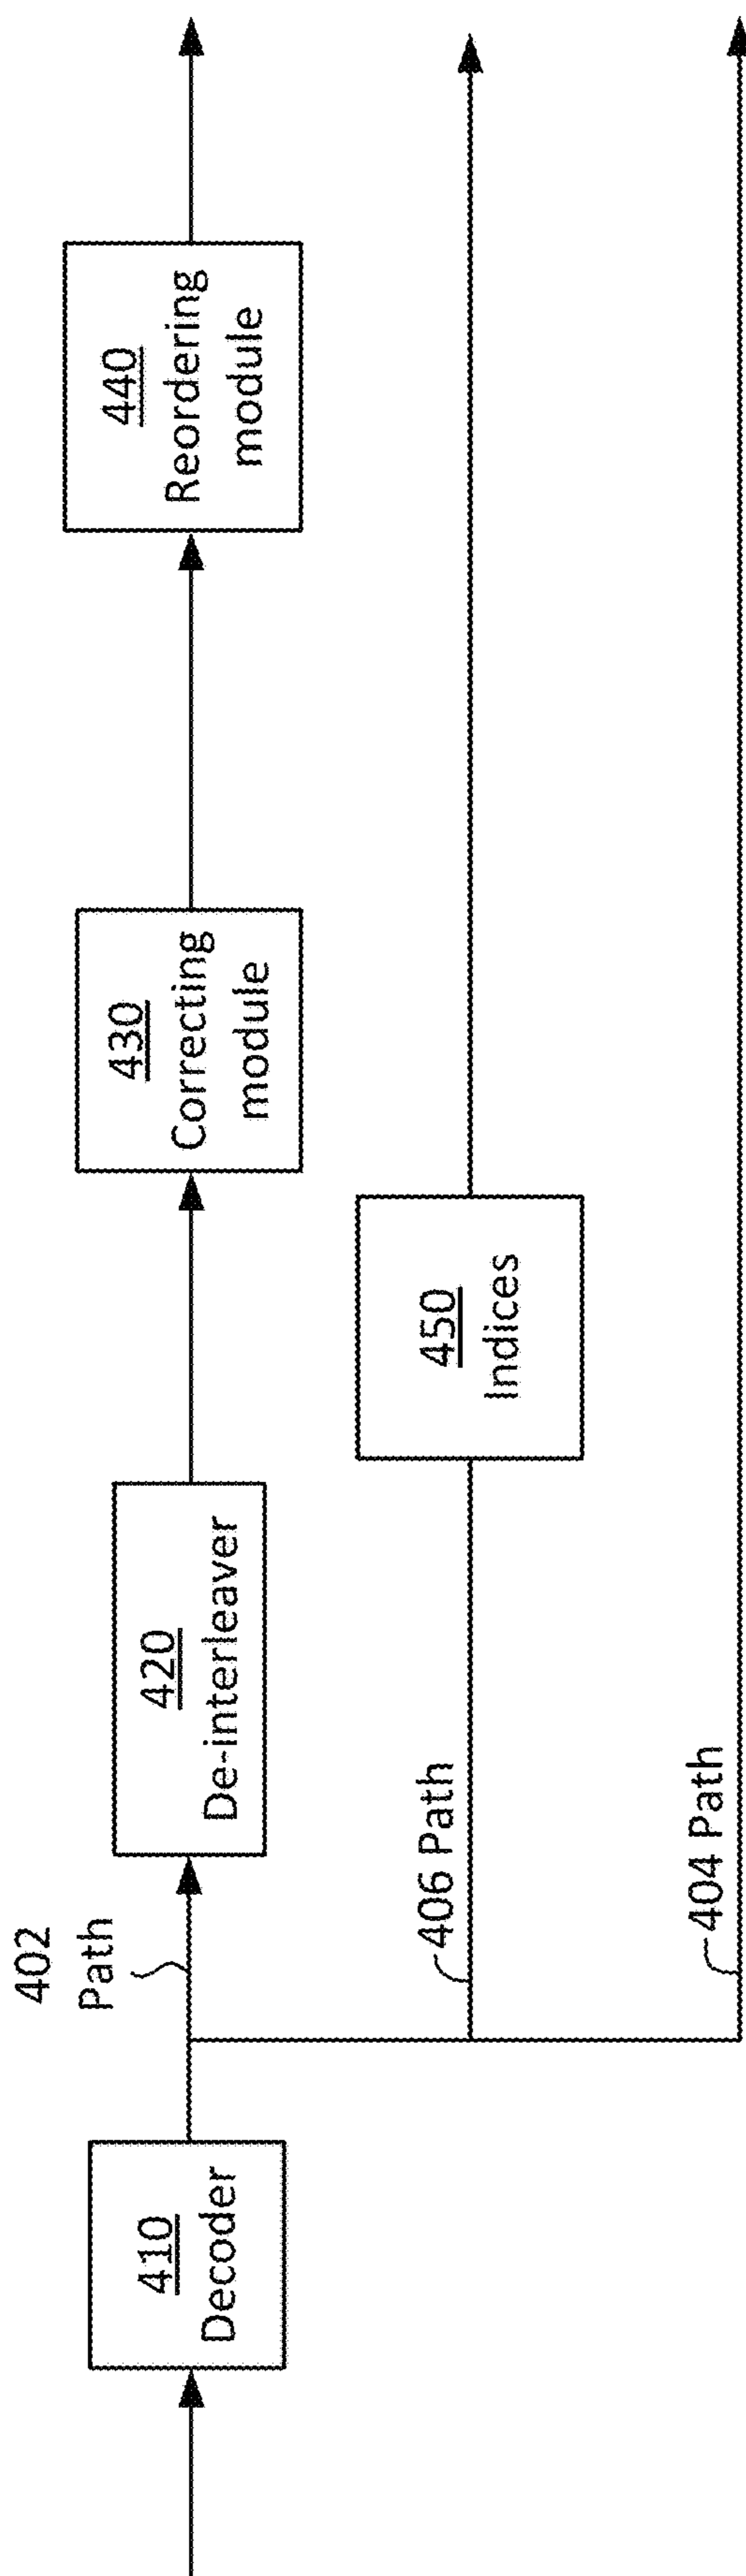 410
Decoder
402
Path
420
De-interleaver
430
Correcting
module
440
Reordering
module
406 Path
450
Indices
404 Path